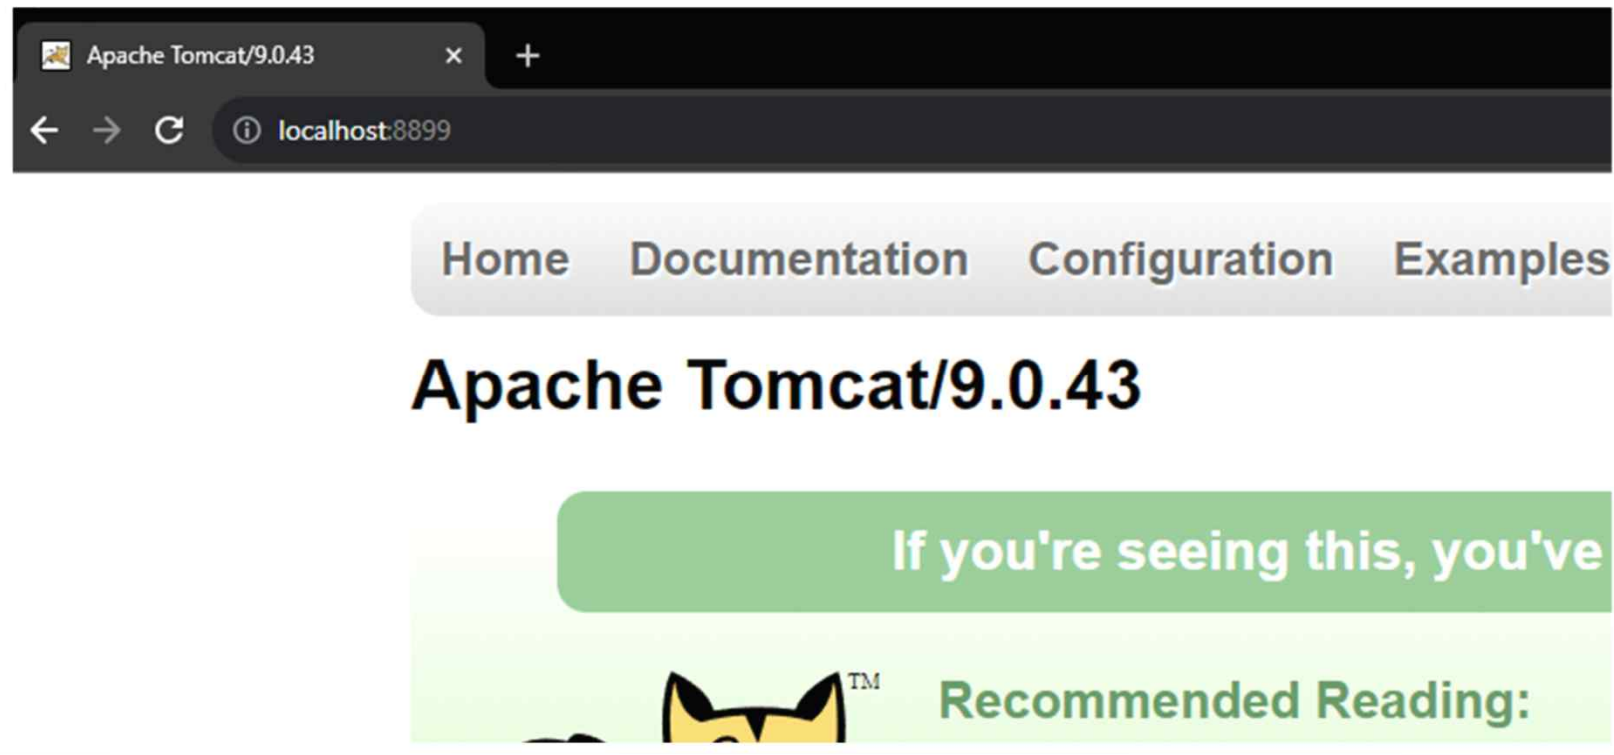 Apache Tomcat/9.0.43
localhost:8899
Home Documentation Configuration Examples
Apache Tomcat/9.0.43
If you're seeing this, you've
TM
Recommended Reading: